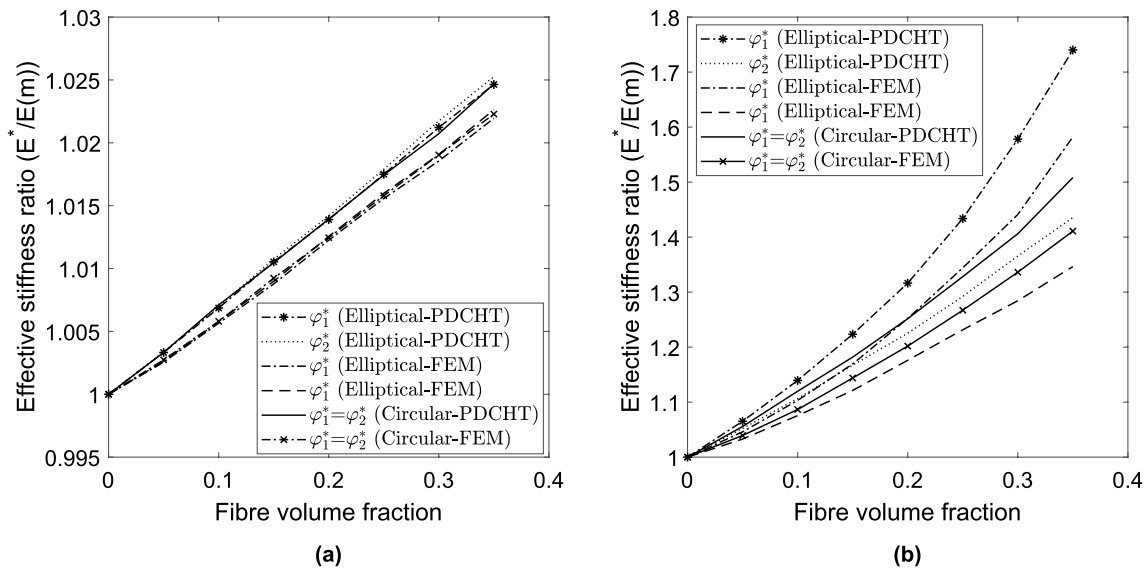 1.03
1.025
1.02
1.015
1.01
1.005
1
0.995
Effective stiffness ratio (E*/E(m))
φ₁* (Elliptical-PDCHT)
φ₂* (Elliptical-PDCHT)
φ₁* (Elliptical-FEM)
φ₁* (Elliptical-FEM)
φ₁*=φ₂* (Circular-PDCHT)
φ₁*=φ₂* (Circular-FEM)
0 0.1 0.2 0.3 0.4
Fibre volume fraction
(a)
1.8
1.7
1.6
1.5
1.4
1.3
1.2
1.1
1
Effective stiffness ratio (E*/E(m))
φ₁* (Elliptical-PDCHT)
φ₂* (Elliptical-PDCHT)
φ₁* (Elliptical-FEM)
φ₁* (Elliptical-FEM)
φ₁*=φ₂* (Circular-PDCHT)
φ₁*=φ₂* (Circular-FEM)
0 0.1 0.2 0.3 0.4
Fibre volume fraction
(b)